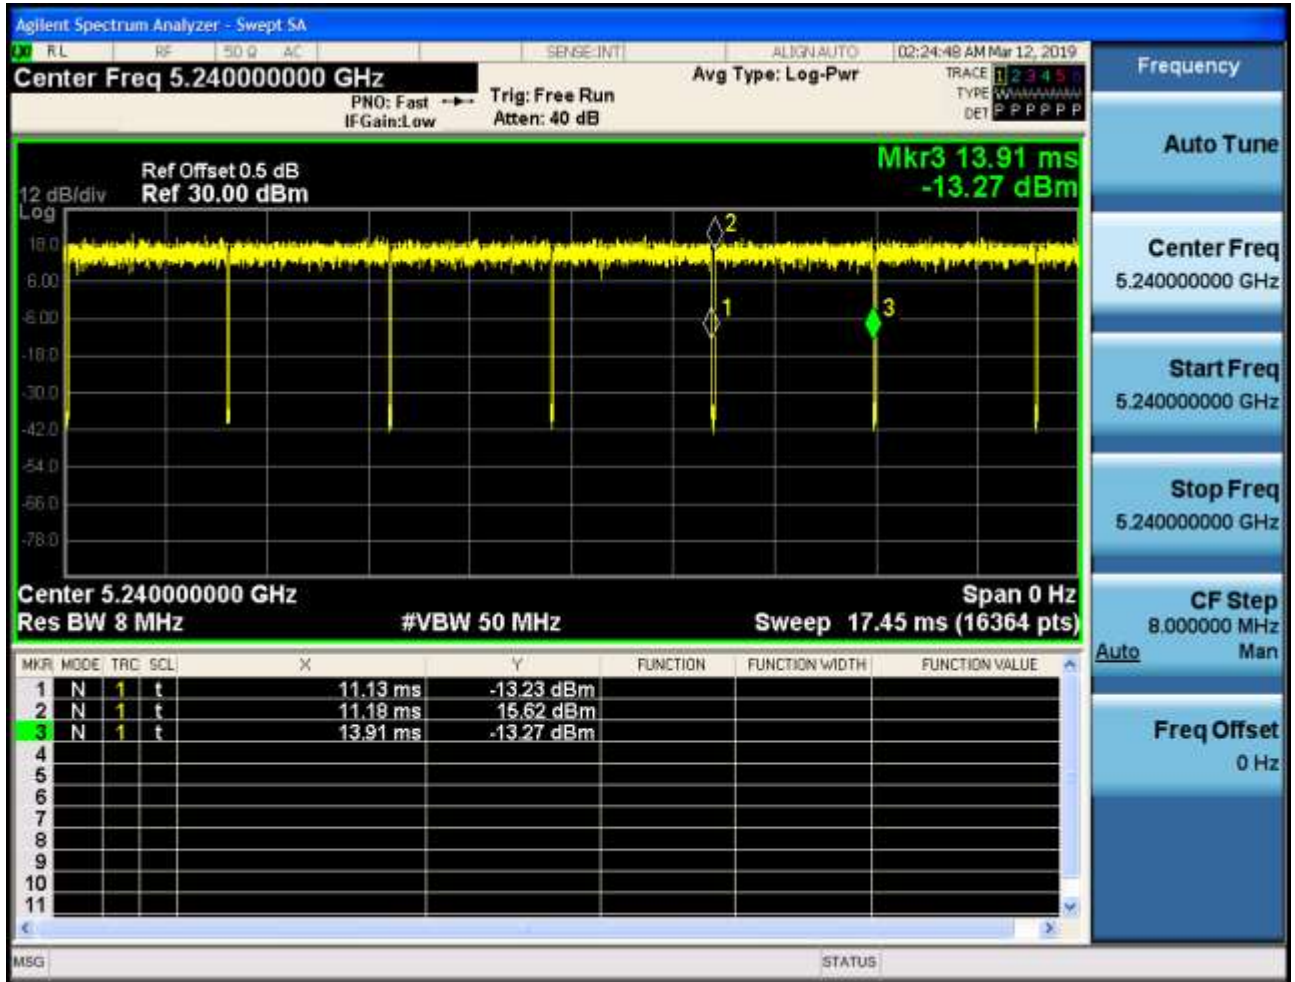 Agilent Spectrum Analyzer - Swept SA
RL RF 50 Ω AC SENSE:INT ALIGNAUTO 02:24:48 AM Mar 12, 2019
Center Freq 5.240000000 GHz
Avg Type: Log-Pwr
TRACE 1 2 3 4 5 6
TYPE
DET P P P P P P
PNO: Fast
IFGain:Low
Trig: Free Run
Atten: 40 dB
Mkr3 13.91 ms
-13.27 dBm
Ref Offset 0.5 dB
12 dB/div Ref 30.00 dBm
Log
18.0
6.00
-6.00
-18.0
-30.0
-42.0
-54.0
-66.0
-78.0
2
1
3
Center 5.240000000 GHz Span 0 Hz
Res BW 8 MHz #VBW 50 MHz Sweep 17.45 ms (16364 pts)
MKR MODE TRC SCL X Y FUNCTION FUNCTION WIDTH FUNCTION VALUE
1 N 1 t 11.13 ms -13.23 dBm
2 N 1 t 11.18 ms 15.62 dBm
3 N 1 t 13.91 ms -13.27 dBm
4
5
6
7
8
9
10
11
MSG STATUS
Frequency
Auto Tune
Center Freq
5.240000000 GHz
Start Freq
5.240000000 GHz
Stop Freq
5.240000000 GHz
CF Step
8.000000 MHz
Auto Man
Freq Offset
0 Hz